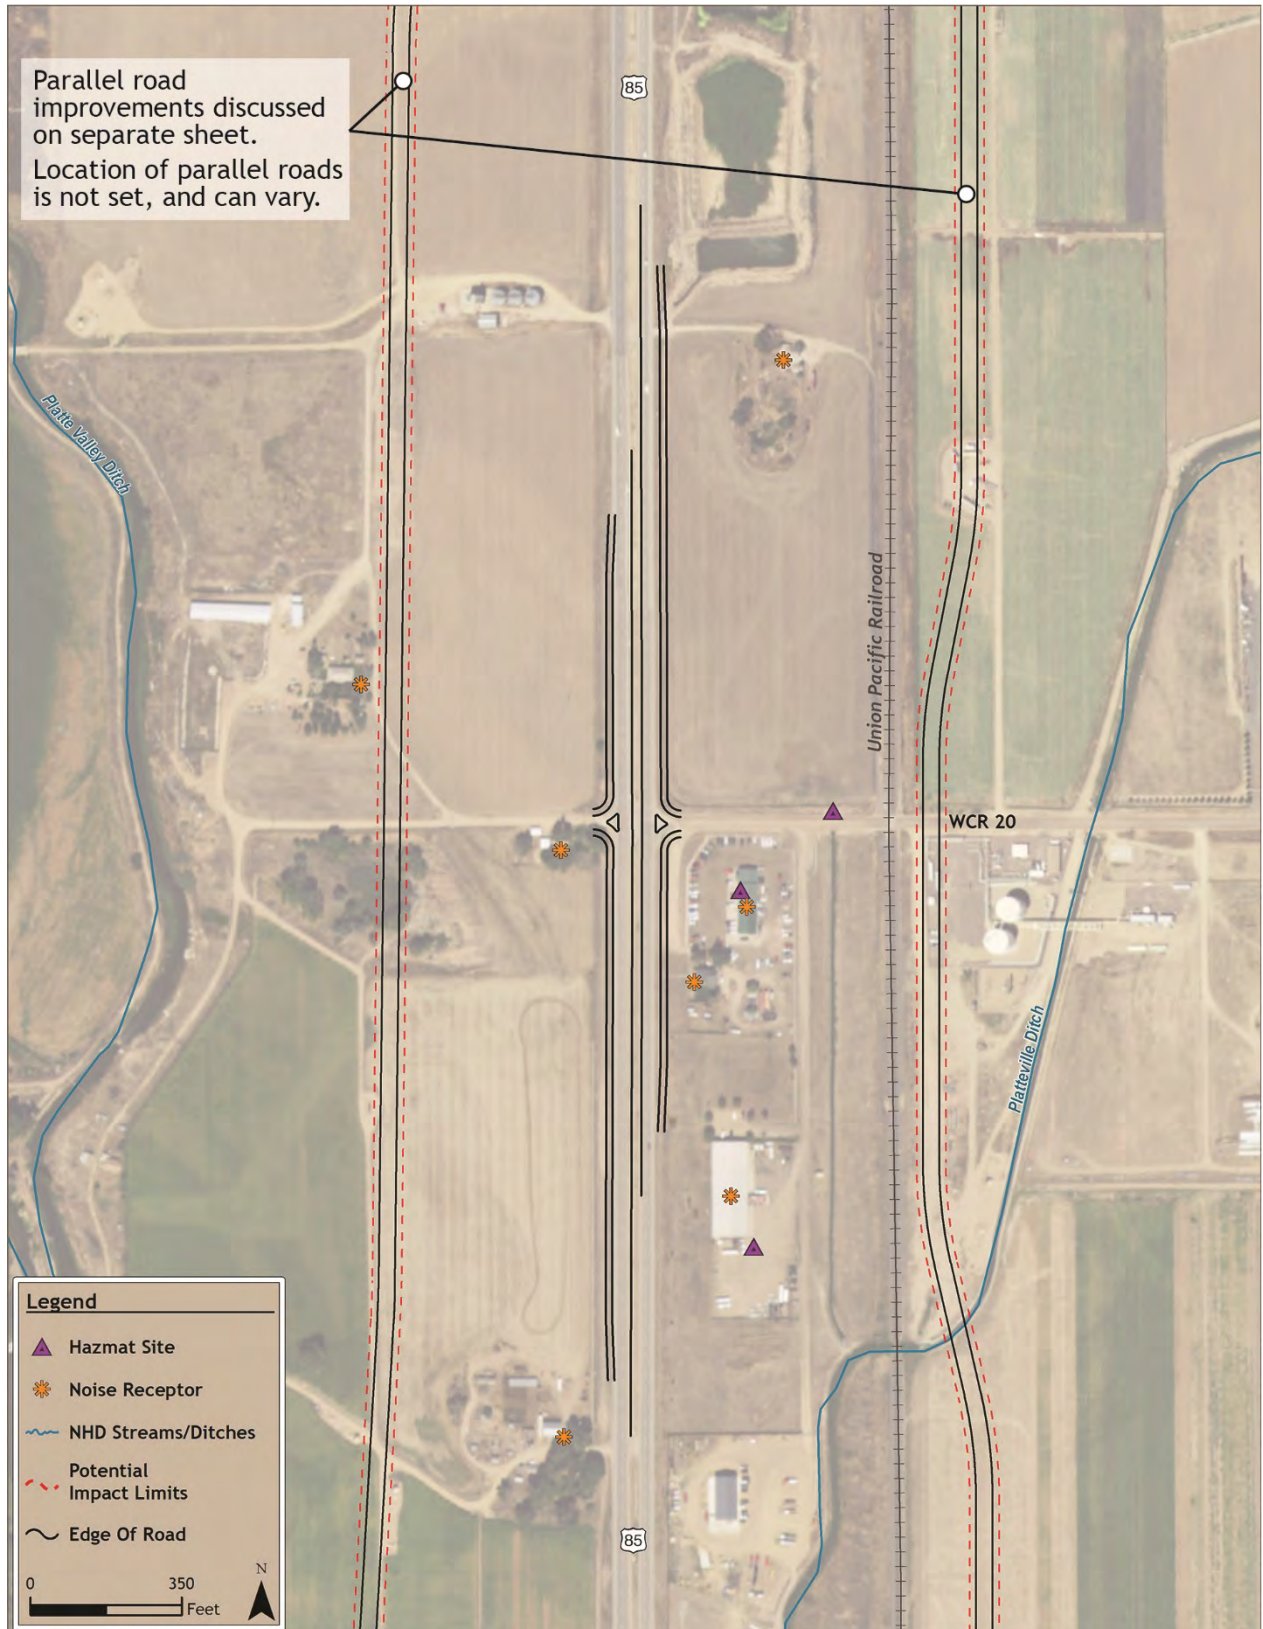 Parallel road
improvements discussed
on separate sheet.
Location of parallel roads
is not set, and can vary.
85
Platte Valley Ditch
Union Pacific Railroad
WCR 20
Platteville Ditch
Legend
Hazmat Site
Noise Receptor
NHD Streams/Ditches
Potential
Impact Limits
Edge Of Road
N
0 350
Feet
85